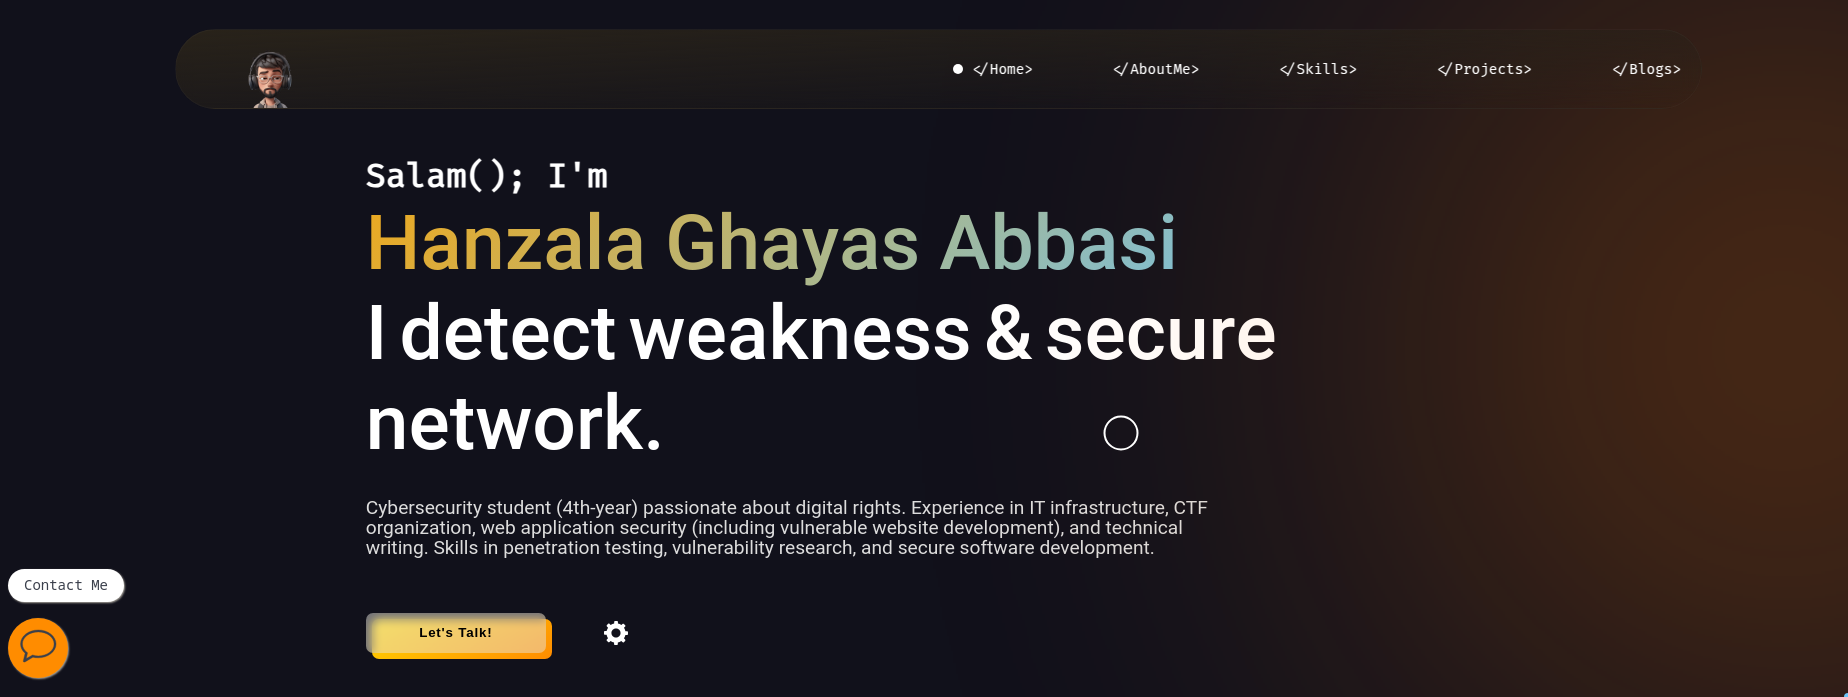 </Home> </AboutMe> </Skills> </Projects> </Blogs>
Salam(); I'm
Hanzala Ghayas Abbasi
I detect weakness & secure
network.
Cybersecurity student (4th-year) passionate about digital rights. Experience in IT infrastructure, CTF
organization, web application security (including vulnerable website development), and technical
writing. Skills in penetration testing, vulnerability research, and secure software development.
Contact Me
Let's Talk!